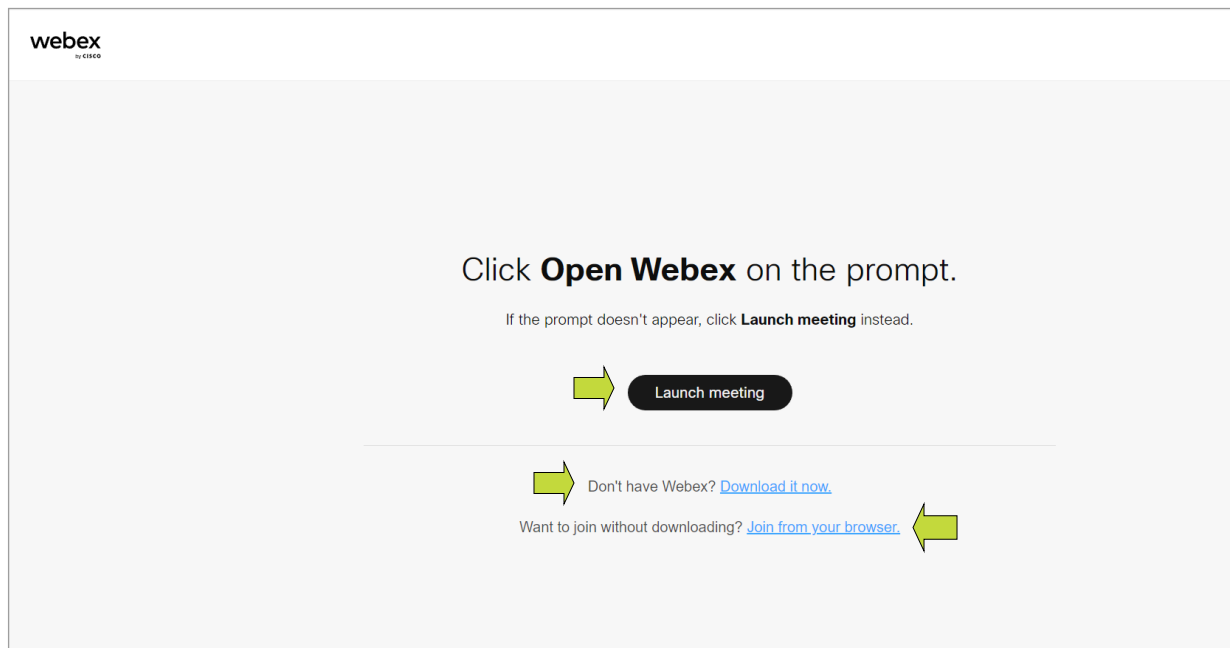 webex
by CISCO
Click Open Webex on the prompt.
If the prompt doesn't appear, click Launch meeting instead.
Launch meeting
Don't have Webex? Download it now.
Want to join without downloading? Join from your browser.